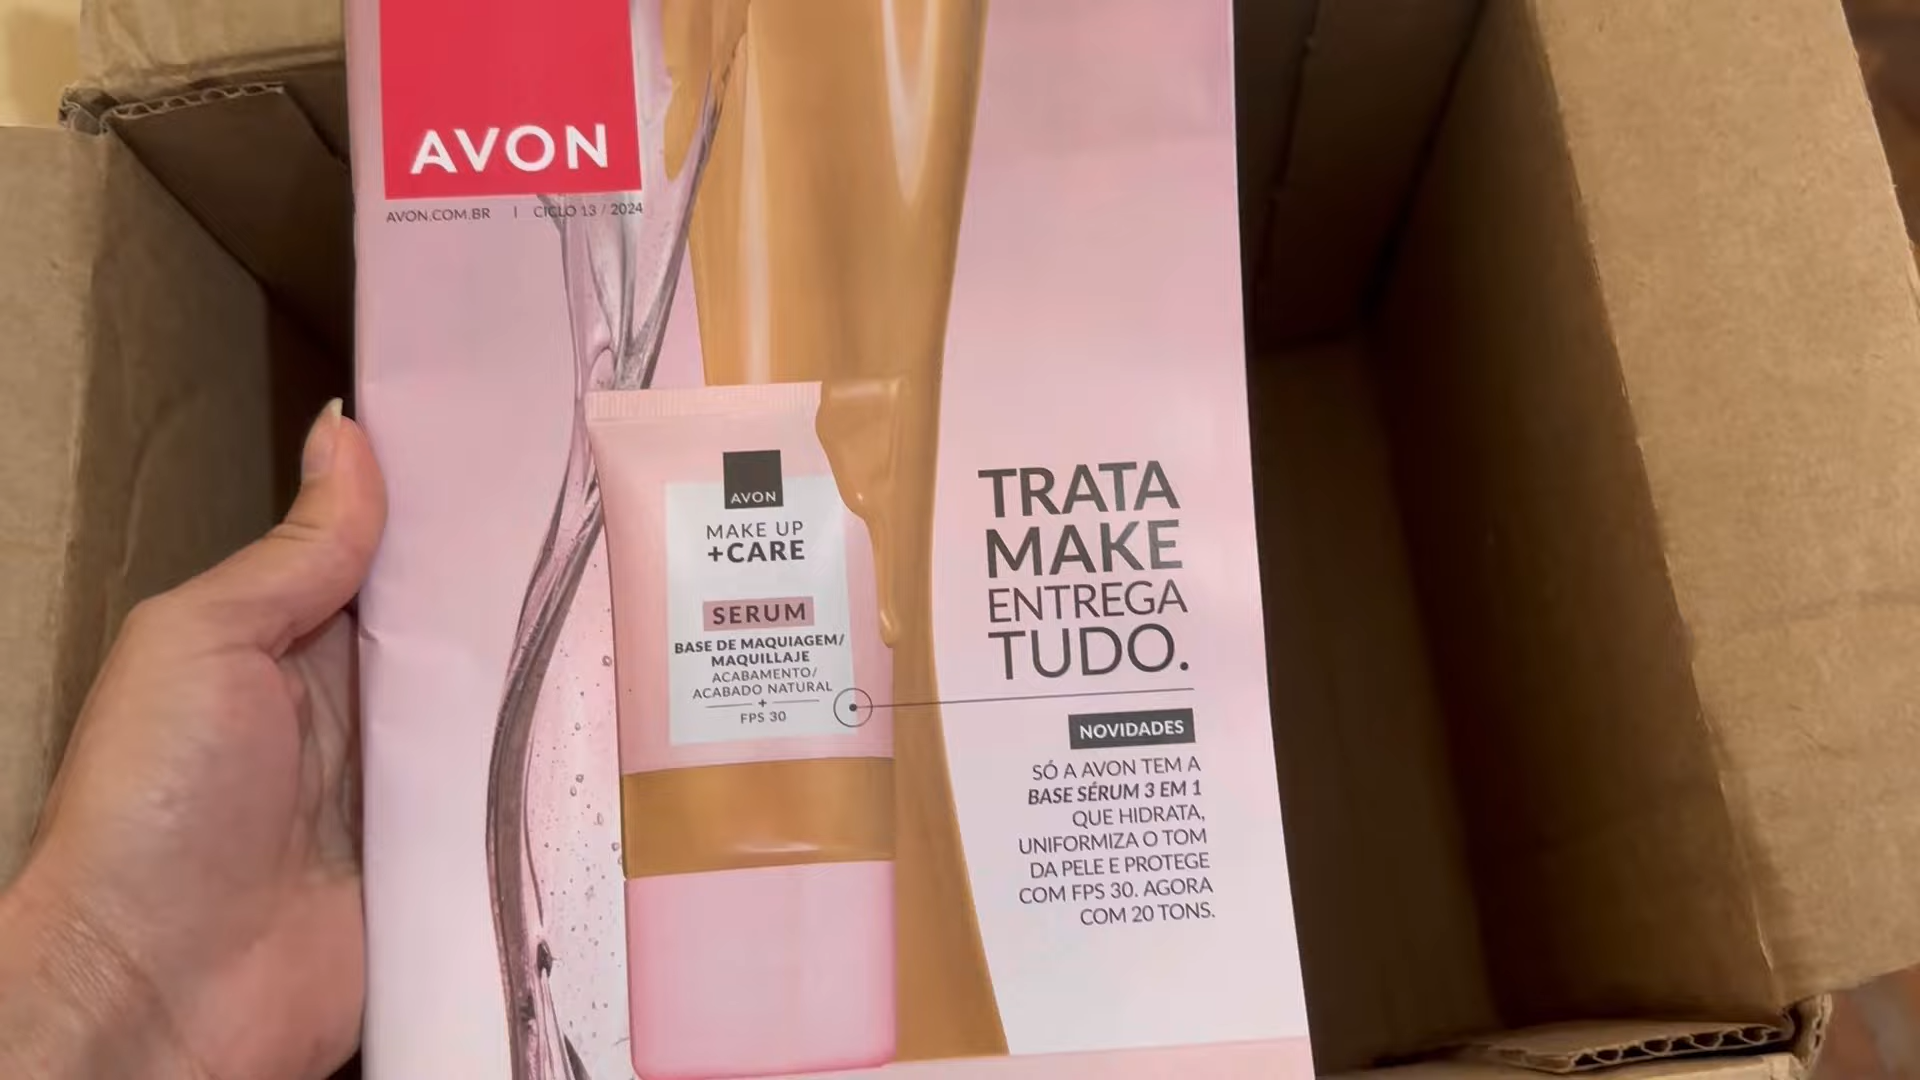 AVON
AVON.COM.BR | CICLO 13 / 2024
AVON
MAKE UP
+CARE
SERUM
BASE DE MAQUIAGEM/
MAQUILLAJE
ACABAMENTO/
ACABADO NATURAL
+
FPS 30
TRATA
MAKE
ENTREGA
TUDO.
NOVIDADES
SÓ A AVON TEM A
BASE SÉRUM 3 EM 1
QUE HIDRATA,
UNIFORMIZA O TOM
DA PELE E PROTEGE
COM FPS 30. AGORA
COM 20 TONS.